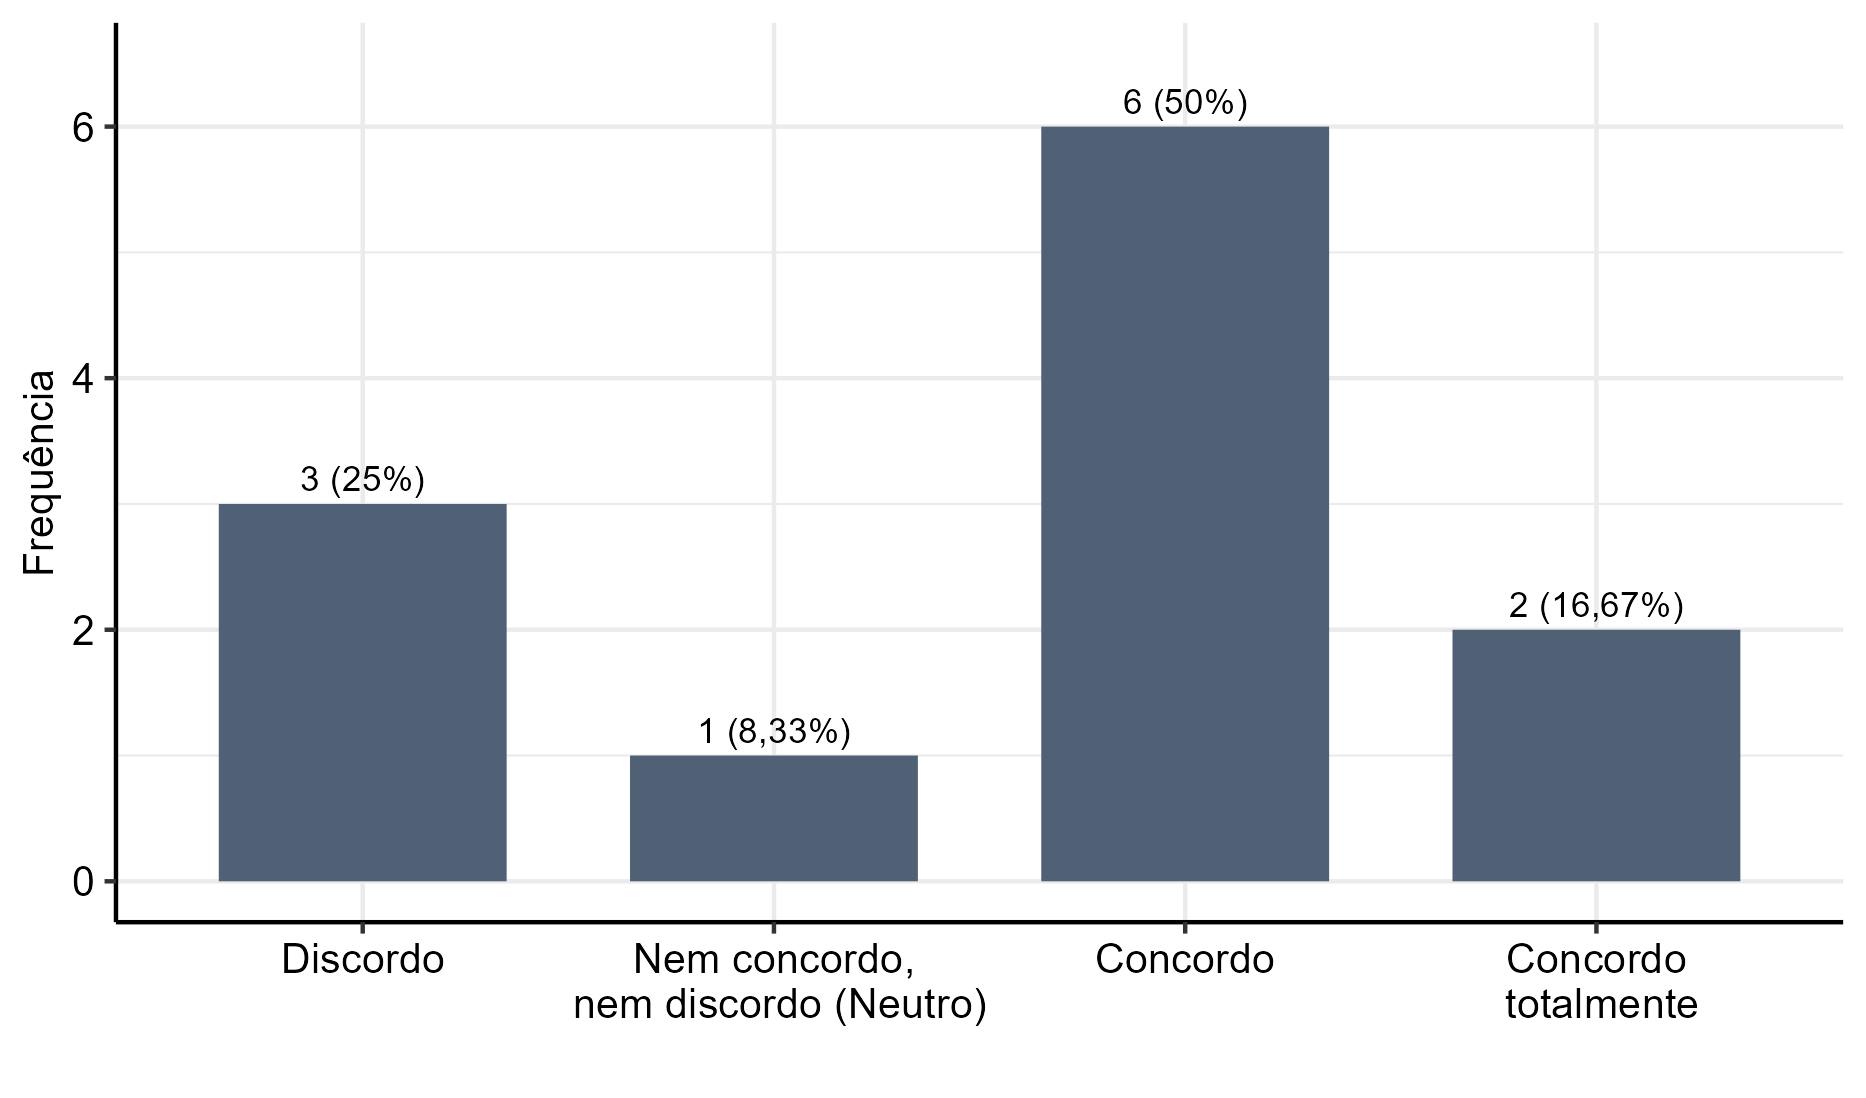 Frequência
6
4
2
0
3 (25%)
1 (8,33%)
6 (50%)
2 (16,67%)
Discordo
Nem concordo,
nem discordo (Neutro)
Concordo
Concordo
totalmente